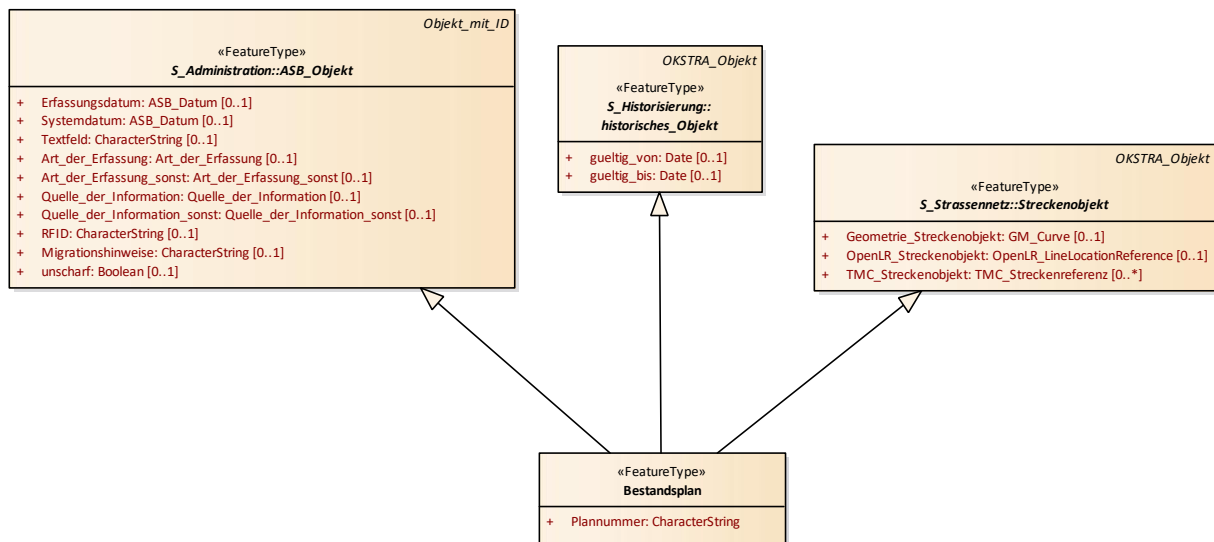 Objekt_mit_ID
«FeatureType»
S_Administration::ASB_Objekt
+ Erfassungsdatum: ASB_Datum [0..1]
+ Systemdatum: ASB_Datum [0..1]
+ Textfeld: CharacterString [0..1]
+ Art_der_Erfassung: Art_der_Erfassung [0..1]
+ Art_der_Erfassung_sonst: Art_der_Erfassung_sonst [0..1]
+ Quelle_der_Information: Quelle_der_Information [0..1]
+ Quelle_der_Information_sonst: Quelle_der_Information_sonst [0..1]
+ RFID: CharacterString [0..1]
+ Migrationshinweise: CharacterString [0..1]
+ unscharf: Boolean [0..1]
OKSTRA_Objekt
«FeatureType»
S_Historisierung::
historisches_Objekt
+ gueltig_von: Date [0..1]
+ gueltig_bis: Date [0..1]
OKSTRA_Objekt
«FeatureType»
S_Strassennetz::Streckenobjekt
+ Geometrie_Streckenobjekt: GM_Curve [0..1]
+ OpenLR_Streckenobjekt: OpenLR_LineLocationReference [0..1]
+ TMC_Streckenobjekt: TMC_Streckenreferenz [0..*]
«FeatureType»
Bestandsplan
+ Plannummer: CharacterString